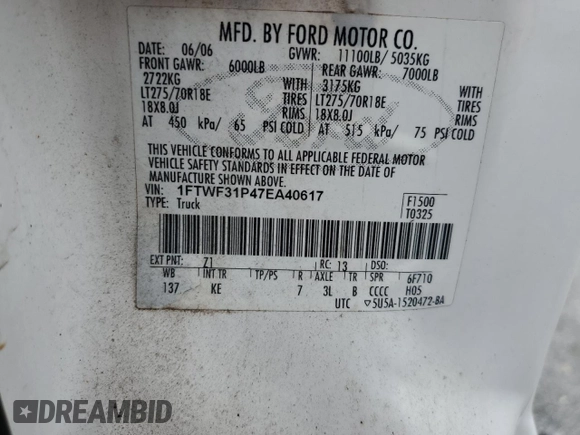 MFD. BY FORD MOTOR CO.
DATE: 06/06 GVWR: 11100LB/ 5035KG
FRONT GAWR: 6000LB REAR GAWR: 7000LB
2722KG WITH 3175KG WITH
LT275/70R18E TIRES LT275/70R18E TIRES
18X8.0J RIMS 18X8.0J RIMS
AT 450 kPa/ 65 PSI COLD AT 515 kPa/ 75 PSI COLD
THIS VEHICLE CONFORMS TO ALL APPLICABLE FEDERAL MOTOR
VEHICLE SAFETY STANDARDS IN EFFECT ON THE DATE OF
MANUFACTURE SHOWN ABOVE.
VIN: 1FTWF31P47EA40617 F1500
TYPE: Truck T0325
EXT PNT: Z1 RC: 13 DSO:
WB INT TR TP/PS R AXLE TR SPR 6F710
137 KE 7 3L B CCCC H05
UTC ▽5U5A-1520472-BA
Ford
DREAMBID